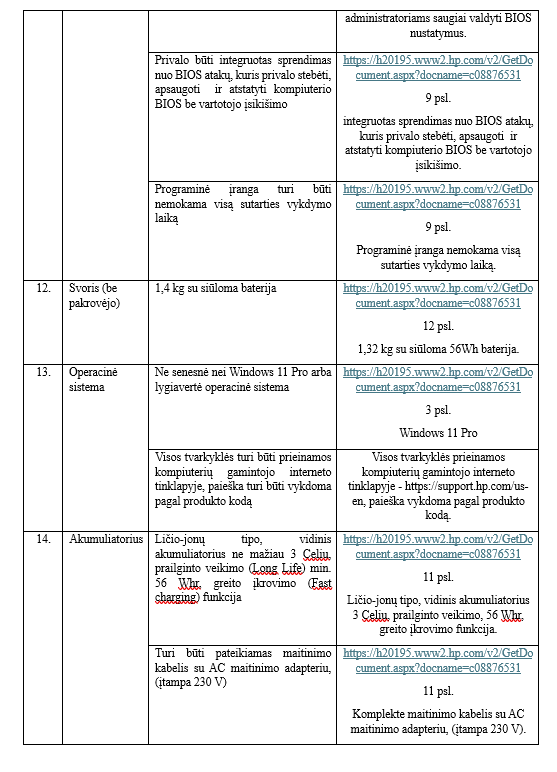 administratoriams saugiai valdyti BIOS
nustatymus.
Privalo būti integruotas sprendimas
nuo BIOS atakų, kuris privalo stebėti,
apsaugoti ir atstatyti kompiuterio
BIOS be vartotojo įsikišimo
https://h20195.www2.hp.com/v2/GetDo
cument.aspx?docname=c08876531
9 psl.
integruotas sprendimas nuo BIOS atakų,
kuris privalo stebėti, apsaugoti ir
atstatyti kompiuterio BIOS be vartotojo
įsikišimo.
Programinė įranga turi būti
nemokama visą sutarties vykdymo
laiką
https://h20195.www2.hp.com/v2/GetDo
cument.aspx?docname=c08876531
9 psl.
Programinė įranga nemokama visą
sutarties vykdymo laiką.
12.
Svoris (be
pakrovėjo)
1,4 kg su siūloma baterija
https://h20195.www2.hp.com/v2/GetDo
cument.aspx?docname=c08876531
12 psl.
1,32 kg su siūloma 56Wh baterija.
13.
Operacinė
sistema
Ne senesnė nei Windows 11 Pro arba
lygiavertė operacinė sistema
https://h20195.www2.hp.com/v2/GetDo
cument.aspx?docname=c08876531
3 psl.
Windows 11 Pro
Visos tvarkyklės turi būti prieinamos
kompiuterių gamintojo interneto
tinklapyje, paieška turi būti vykdoma
pagal produkto kodą
Visos tvarkyklės prieinamos
kompiuterių gamintojo interneto
tinklapyje - https://support.hp.com/us-
en, paieška vykdoma pagal produkto
kodą.
14.
Akumuliatorius
Ličio-jonų tipo, vidinis
akumuliatorius ne mažiau 3 Celių,
prailginto veikimo (Long Life) min.
56 Whr, greito įkrovimo (Fast
charging) funkcija
https://h20195.www2.hp.com/v2/GetDo
cument.aspx?docname=c08876531
11 psl.
Ličio-jonų tipo, vidinis akumuliatorius
3 Celių, prailginto veikimo, 56 Whr,
greito įkrovimo funkcija.
Turi būti pateikiamas maitinimo
kabelis su AC maitinimo adapteriu,
(įtampa 230 V)
https://h20195.www2.hp.com/v2/GetDo
cument.aspx?docname=c08876531
11 psl.
Komplekte maitinimo kabelis su AC
maitinimo adapteriu, (įtampa 230 V).